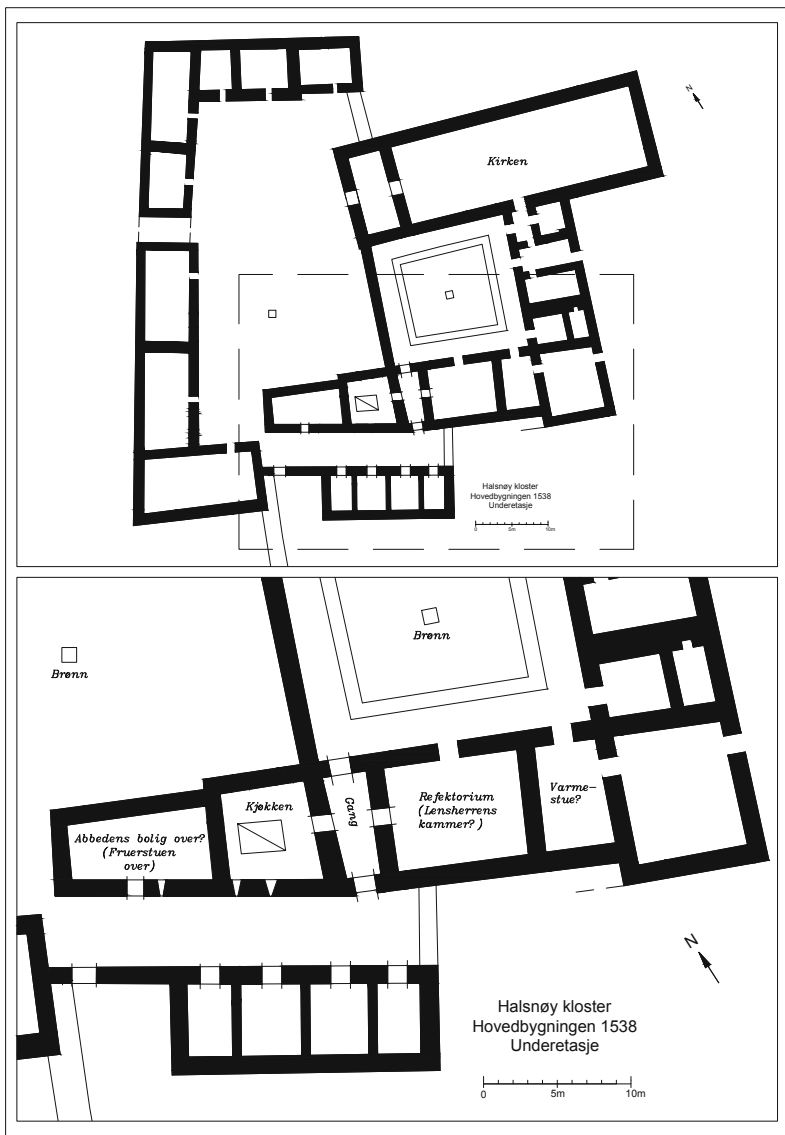 N
Kirken
Halsnøy kloster
Hovedbygningen 1538
Underetasje
0 5m 10m
Brønn
Brønn
Abbedens bolig over?
(Fruerstuen
over)
Kjøkken
Gang
Refektorium
(Lensherrens
kammer?)
Varme-
stue?
N
Halsnøy kloster
Hovedbygningen 1538
Underetasje
0 5m 10m